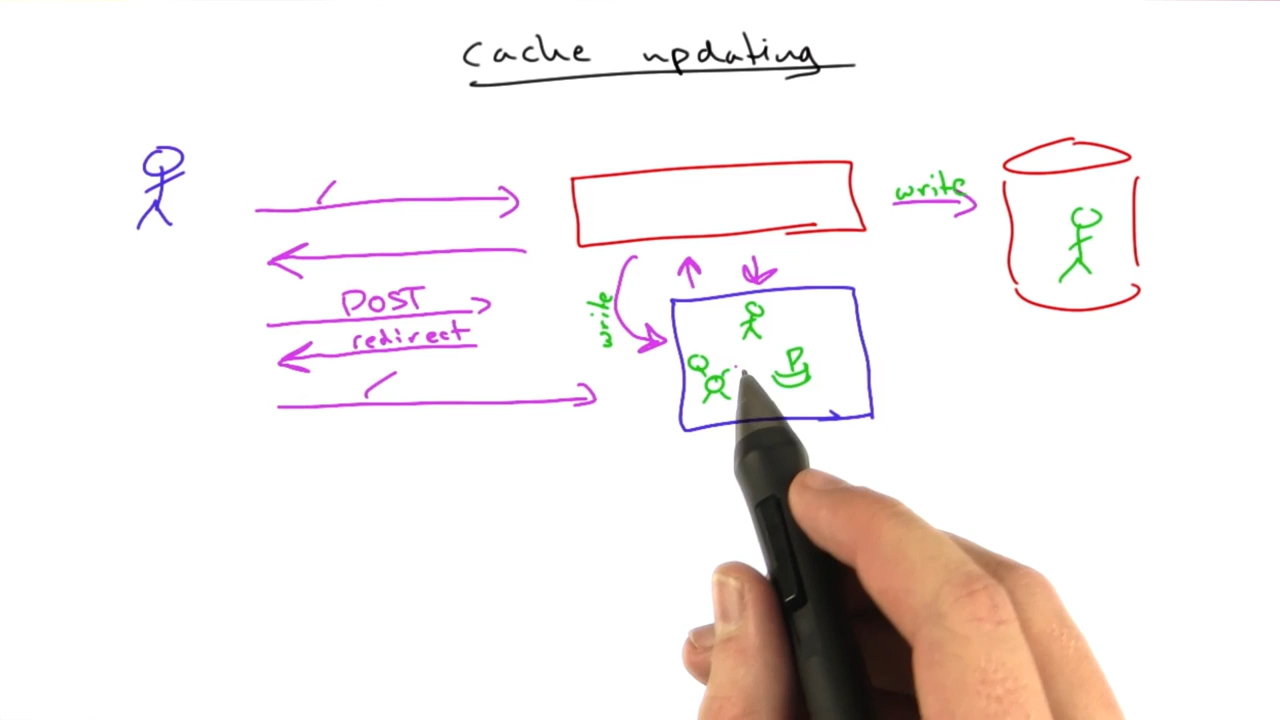 cache updating
/
write
POST
write
redirect
/